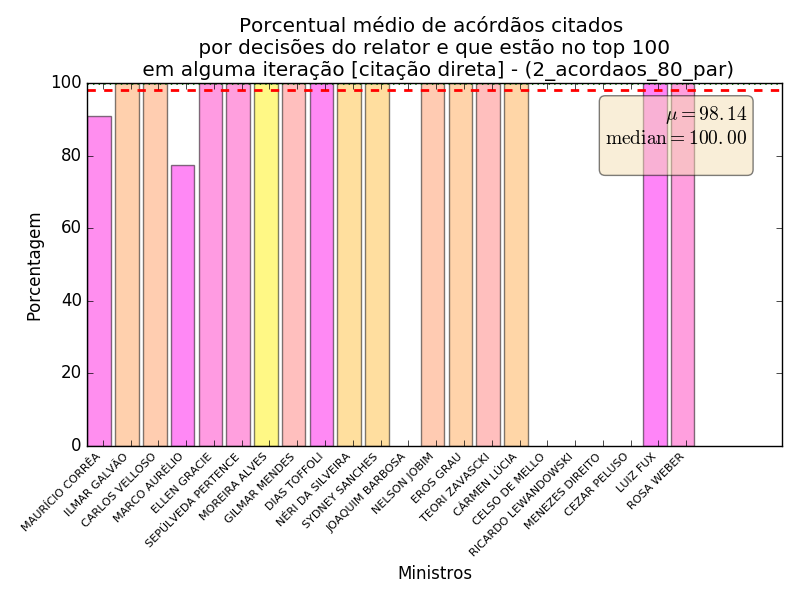 Porcentual médio de acórdãos citados
por decisões do relator e que estão no top 100
em alguma iteração [citação direta] - (2_acordaos_80_par)
100
80
60
40
20
0
Porcentagem
μ = 98.14
median = 100.00
MAURÍCIO CORRÊA
ILMAR GALVÃO
CARLOS VELLOSO
MARCO AURÉLIO
ELLEN GRACIE
SEPÚLVEDA PERTENCE
MOREIRA ALVES
GILMAR MENDES
DIAS TOFFOLI
NÉRI DA SILVEIRA
SYDNEY SANCHES
JOAQUIM BARBOSA
NELSON JOBIM
EROS GRAU
TEORI ZAVASCKI
CÁRMEN LÚCIA
CELSO DE MELLO
RICARDO LEWANDOWSKI
MENEZES DIREITO
CEZAR PELUSO
LUIZ FUX
ROSA WEBER
Ministros